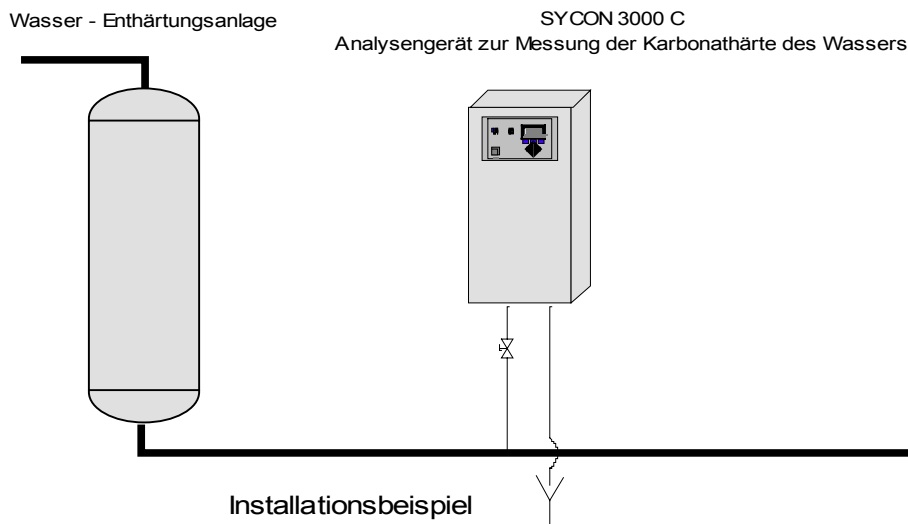 Wasser - Enthärtungsanlage
SYCON 3000 C
Analysengerät zur Messung der Karbonathärte des Wassers
Installationsbeispiel